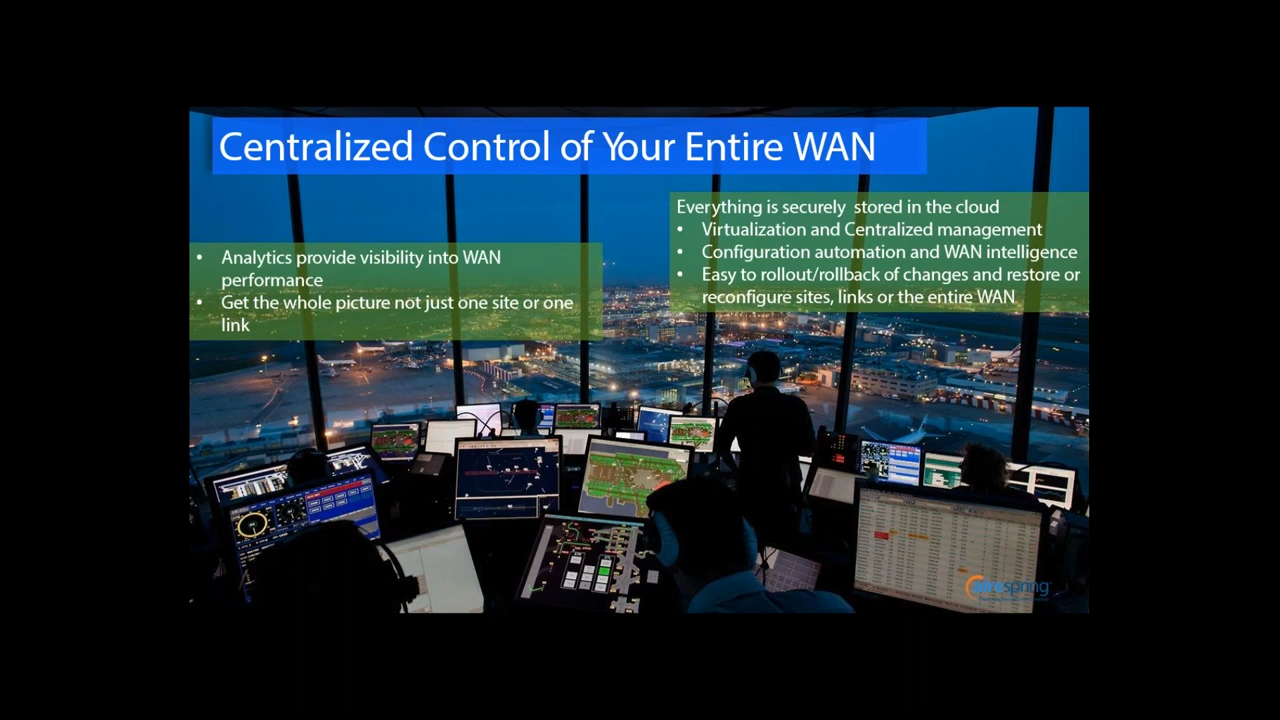 Centralized Control of Your Entire WAN
Everything is securely stored in the cloud
• Virtualization and Centralized management
• Configuration automation and WAN intelligence
• Easy to rollout/rollback of changes and restore or
reconfigure sites, links or the entire WAN
• Analytics provide visibility into WAN
performance
• Get the whole picture not just one site or one
link
airespring